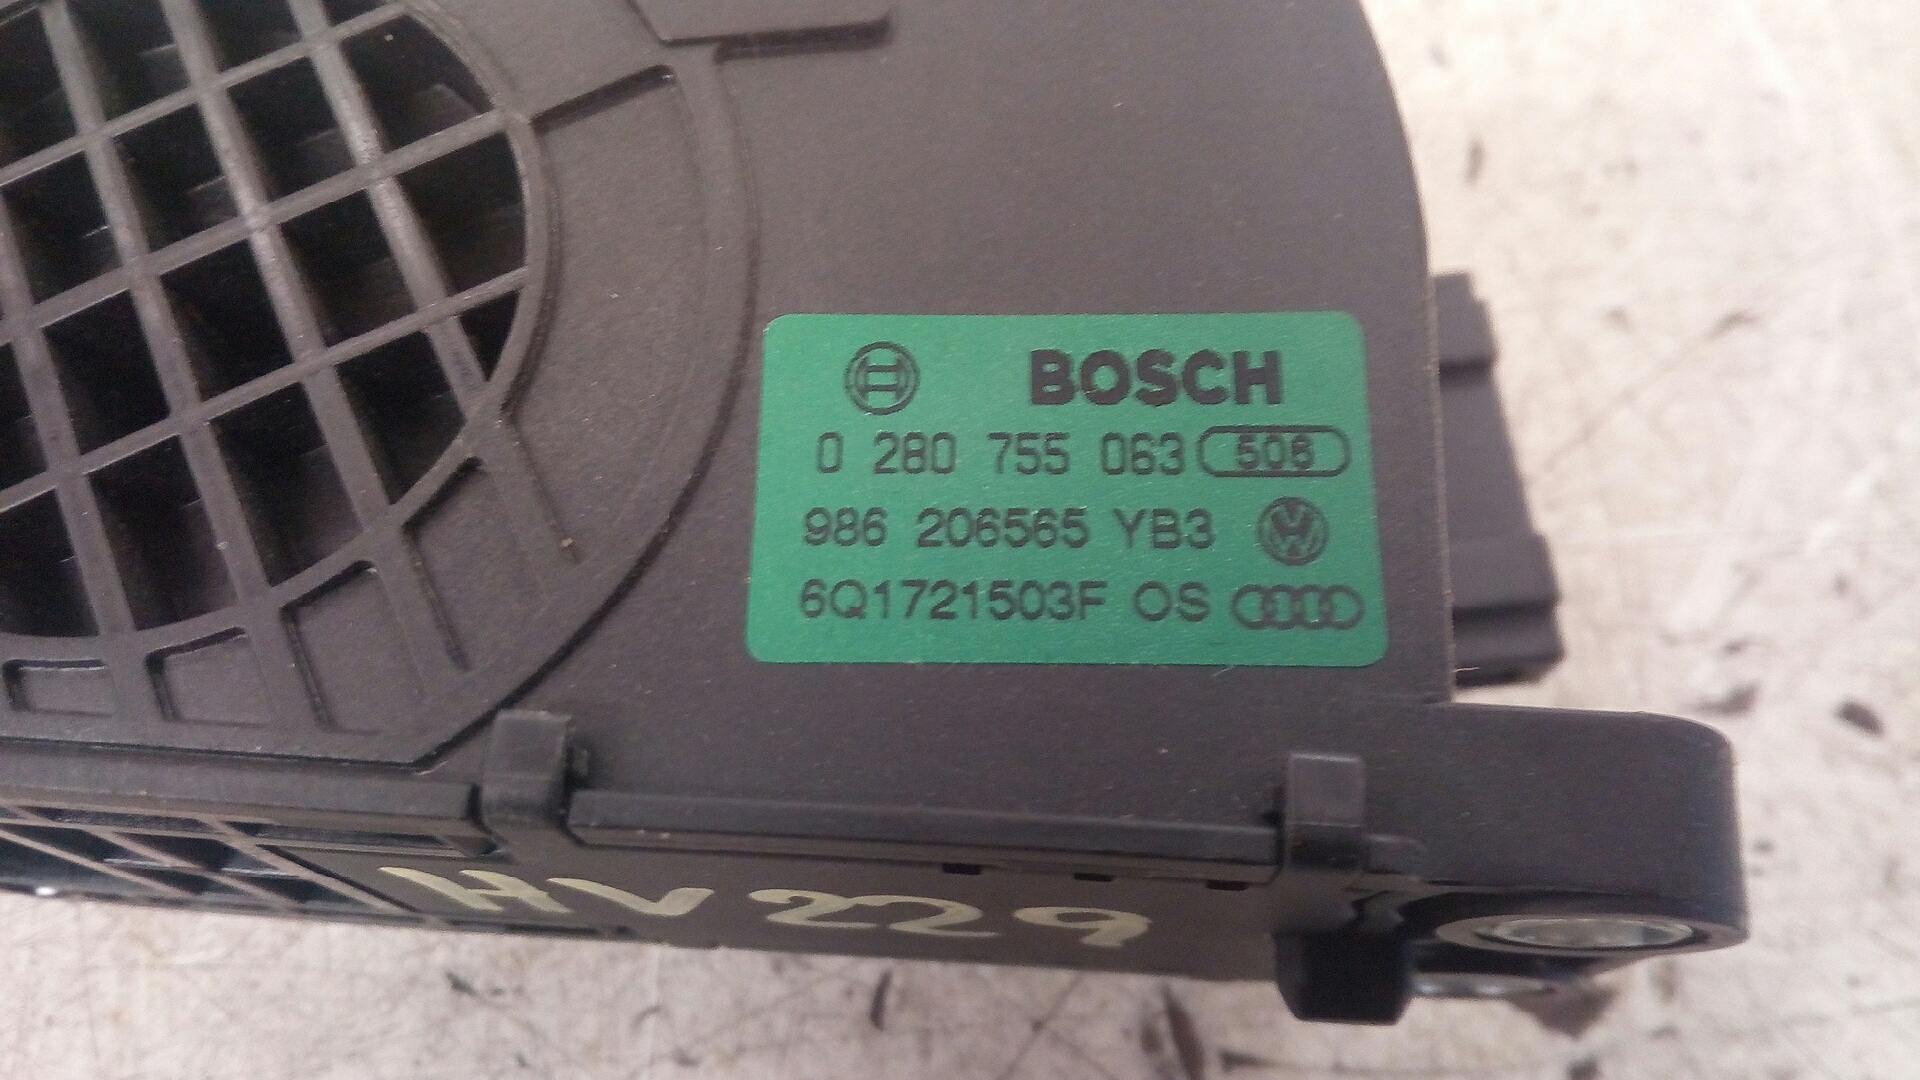 BOSCH
0 280 755 063 506
986 206565 YB3
6Q1721503F OS
HV229